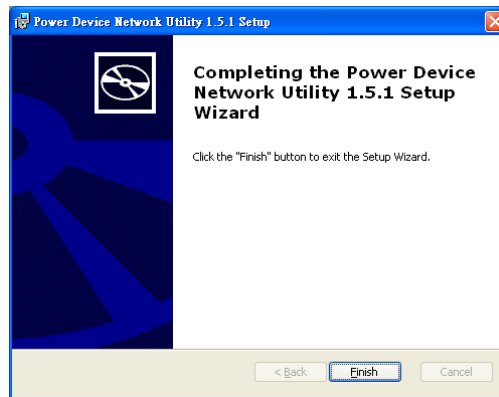 Power Device Network Utility 1.5.1 Setup
Completing the Power Device
Network Utility 1.5.1 Setup
Wizard
Click the "Finish" button to exit the Setup Wizard.
< Back Finish Cancel